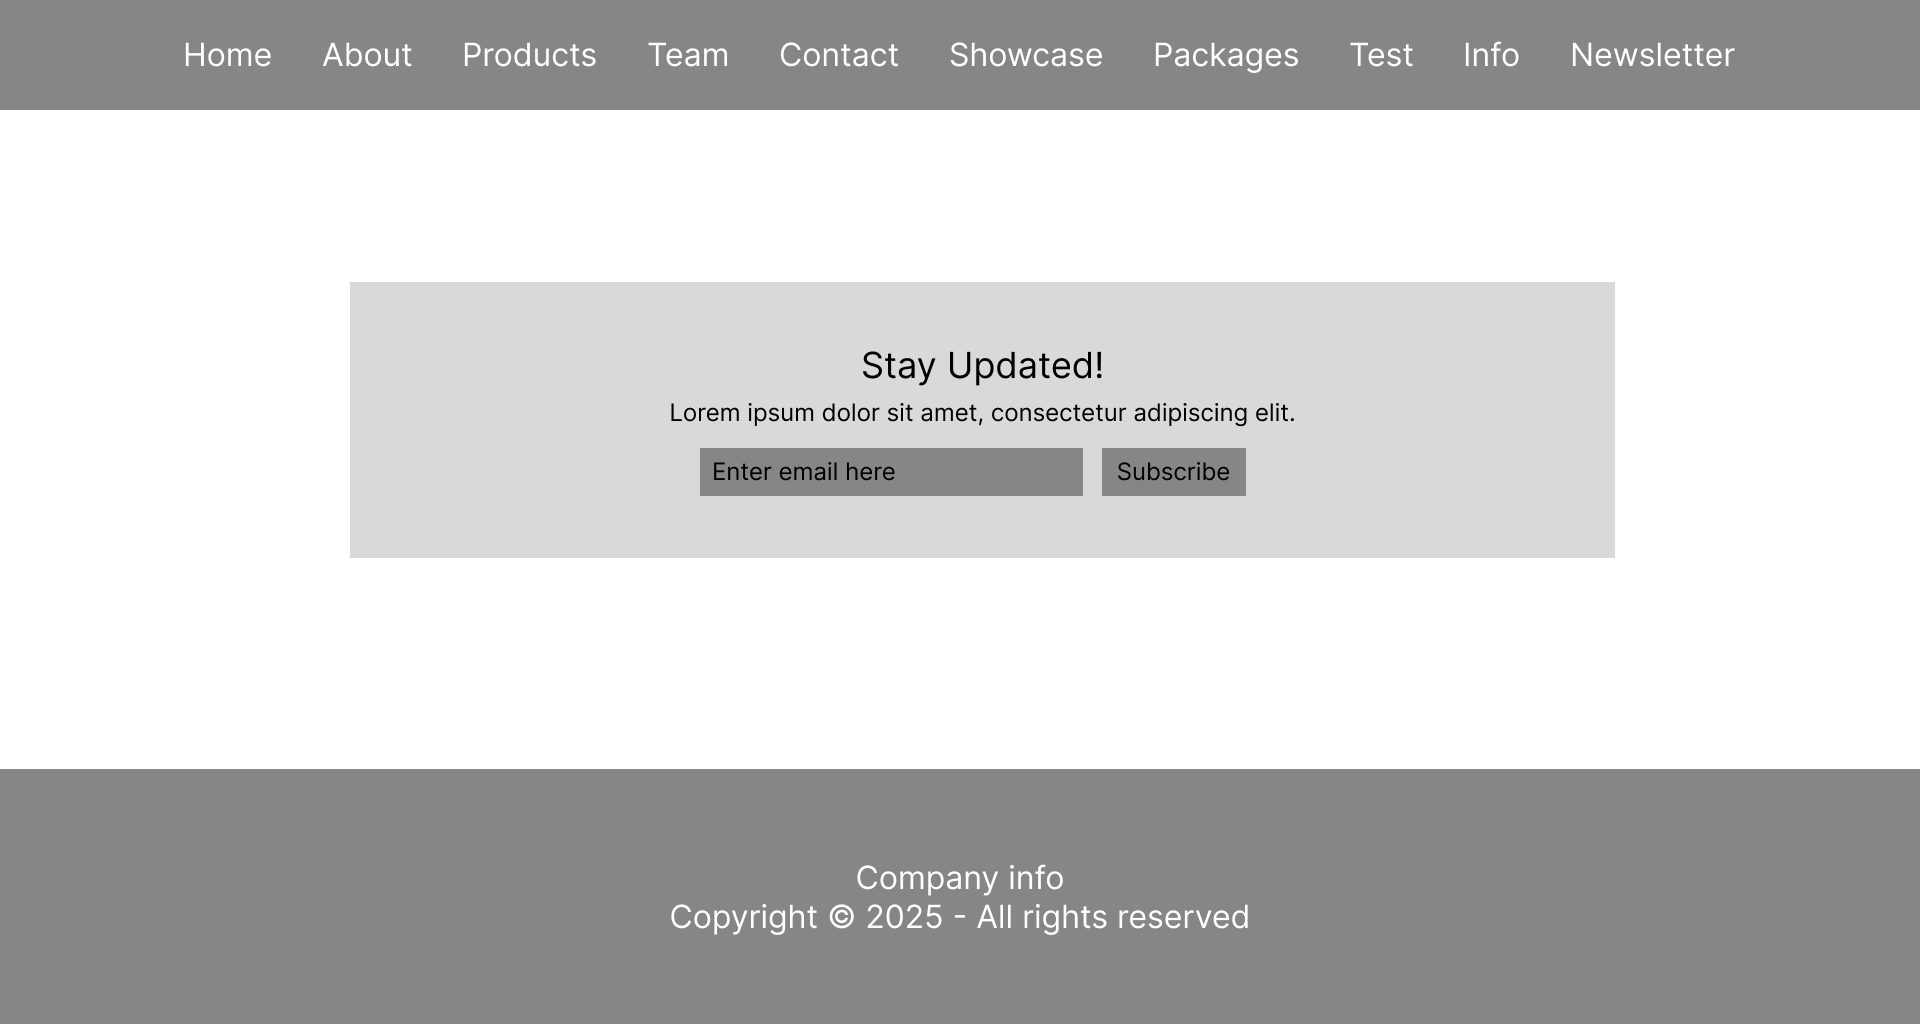 Home About Products Team Contact Showcase Packages Test Info Newsletter
Stay Updated!
Lorem ipsum dolor sit amet, consectetur adipiscing elit.
Enter email here Subscribe
Company info
Copyright © 2025 - All rights reserved